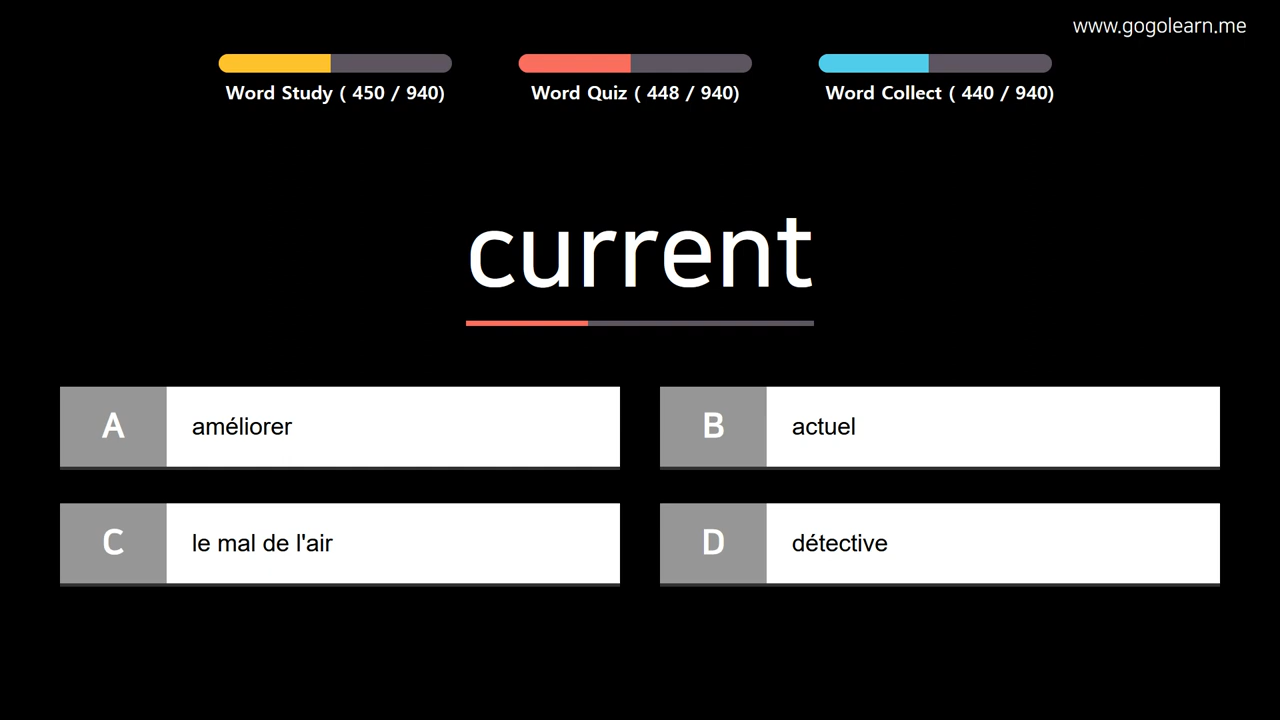 www.gogolearn.me
Word Study ( 450 / 940)
Word Quiz ( 448 / 940)
Word Collect ( 440 / 940)
current
A améliorer
B actuel
C le mal de l'air
D détective